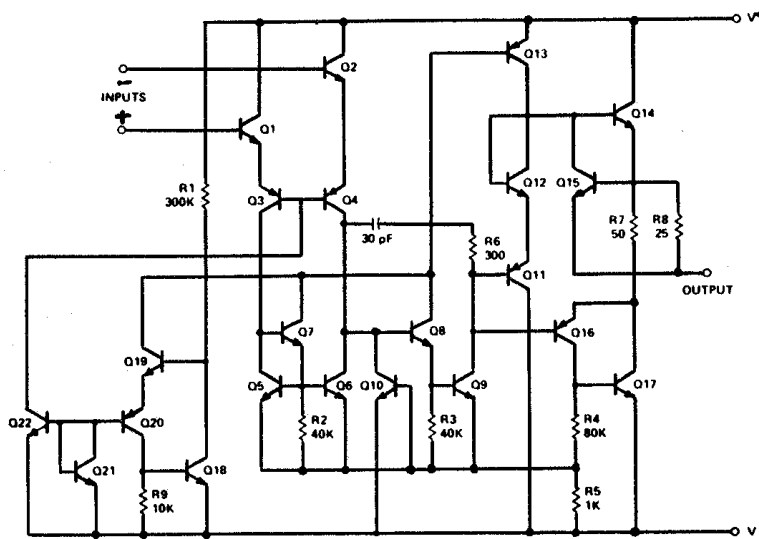 V+
Q13
Q2
−
INPUTS
+
Q14
Q1
R1
300K
Q12
Q15
Q3
Q4
R7
50
R8
25
30 pF
R6
300
Q11
OUTPUT
Q7
Q8
Q16
Q19
Q5
Q6
Q10
Q9
Q17
Q22
Q20
R2
40K
R3
40K
R4
80K
Q21
Q18
R9
10K
R5
1K
V